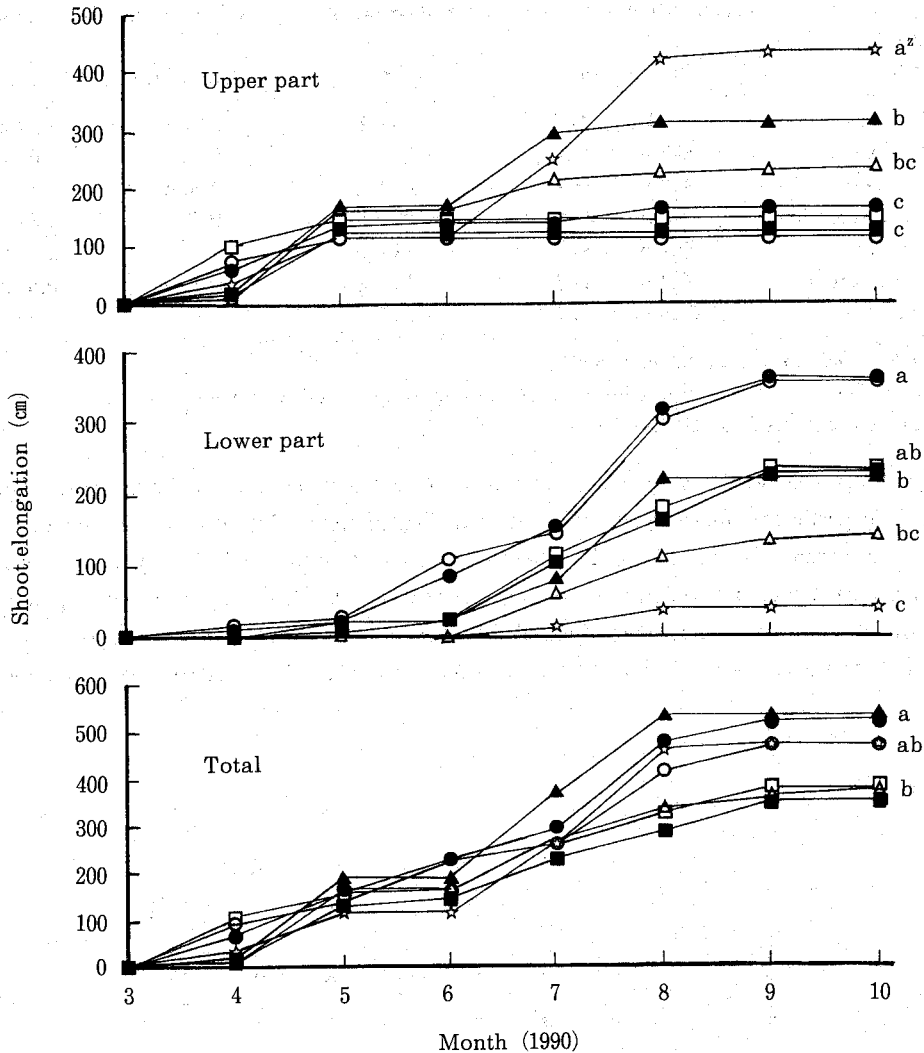 500
400
300
200
100
0
Upper part
a^z
b
bc
c
c
400
300
200
100
0
Lower part
a
ab
b
bc
c
Shoot elongation (cm)
600
500
400
300
200
100
0
Total
a
ab
b
3 4 5 6 7 8 9 10
Month (1990)